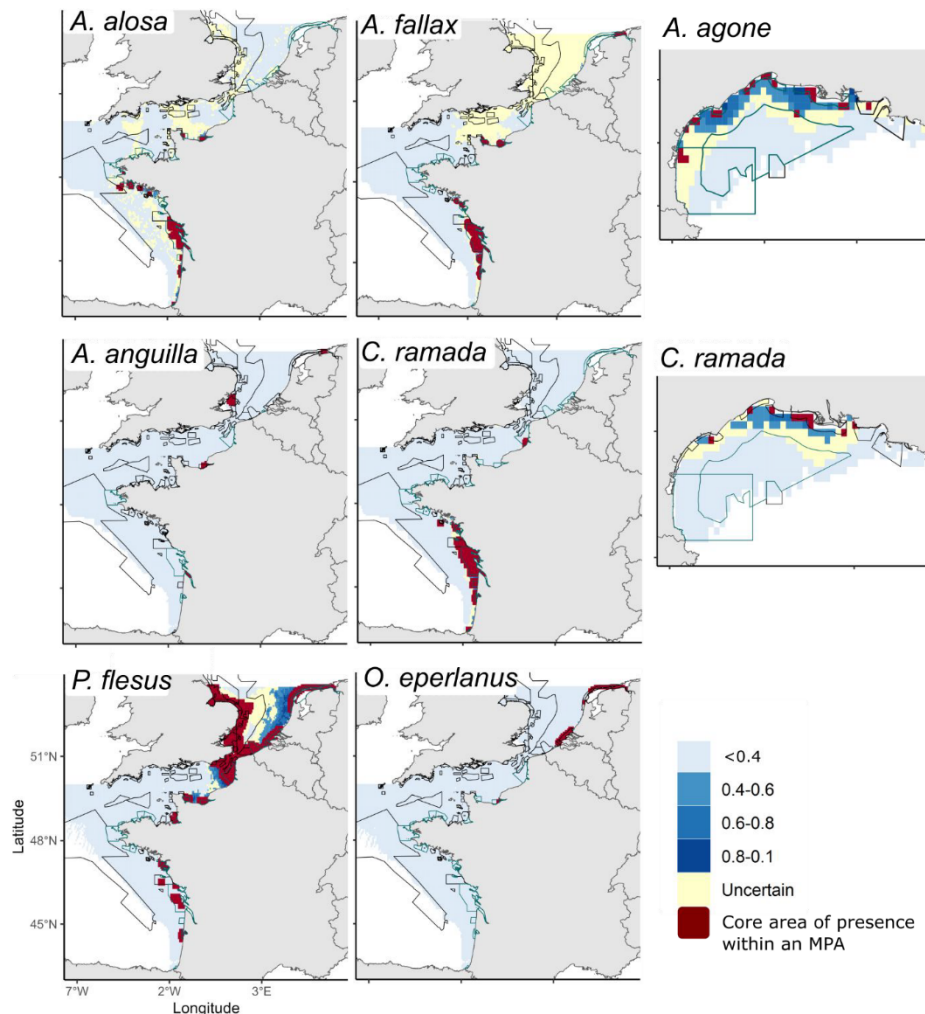 A. alosa
A. fallax
A. agone
A. anguilla
C. ramada
C. ramada
P. flesus
O. eperlanus
51°N
48°N
45°N
Latitude
7°W
2°W
3°E
Longitude
<0.4
0.4-0.6
0.6-0.8
0.8-0.1
Uncertain
Core area of presence
within an MPA